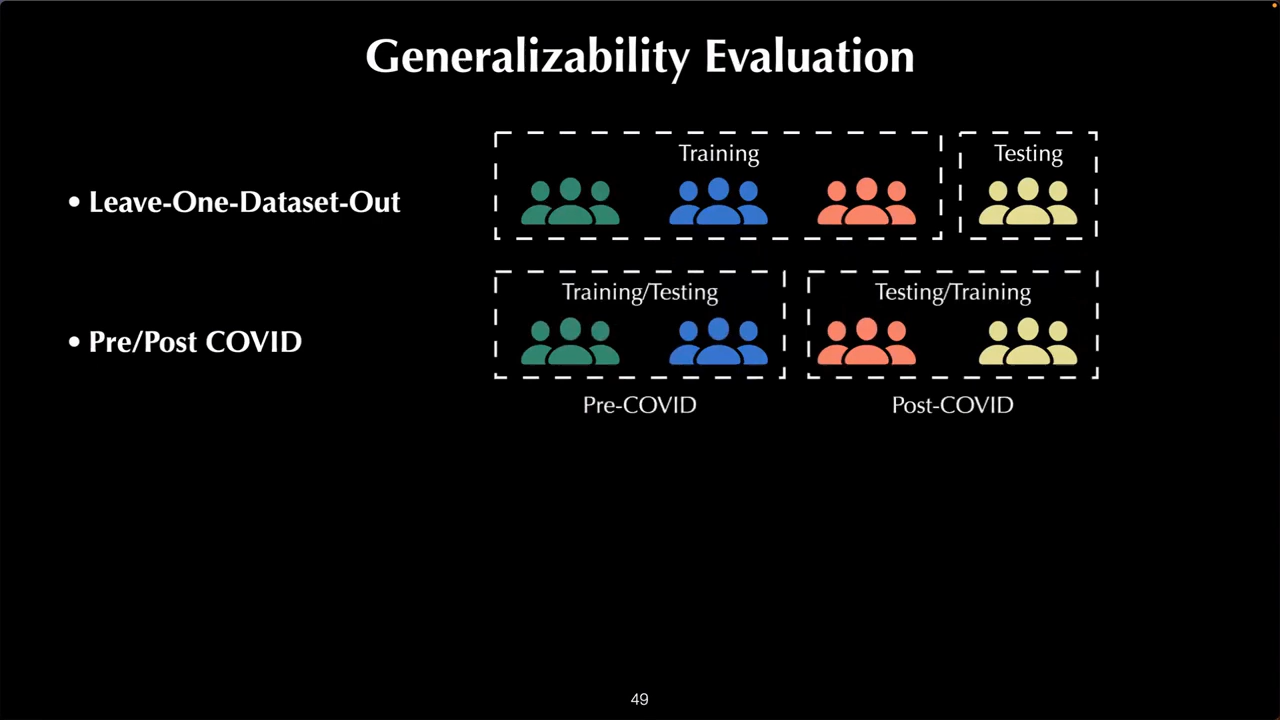 Generalizability Evaluation
• Leave-One-Dataset-Out
Training
Testing
• Pre/Post COVID
Training/Testing
Testing/Training
Pre-COVID
Post-COVID
49